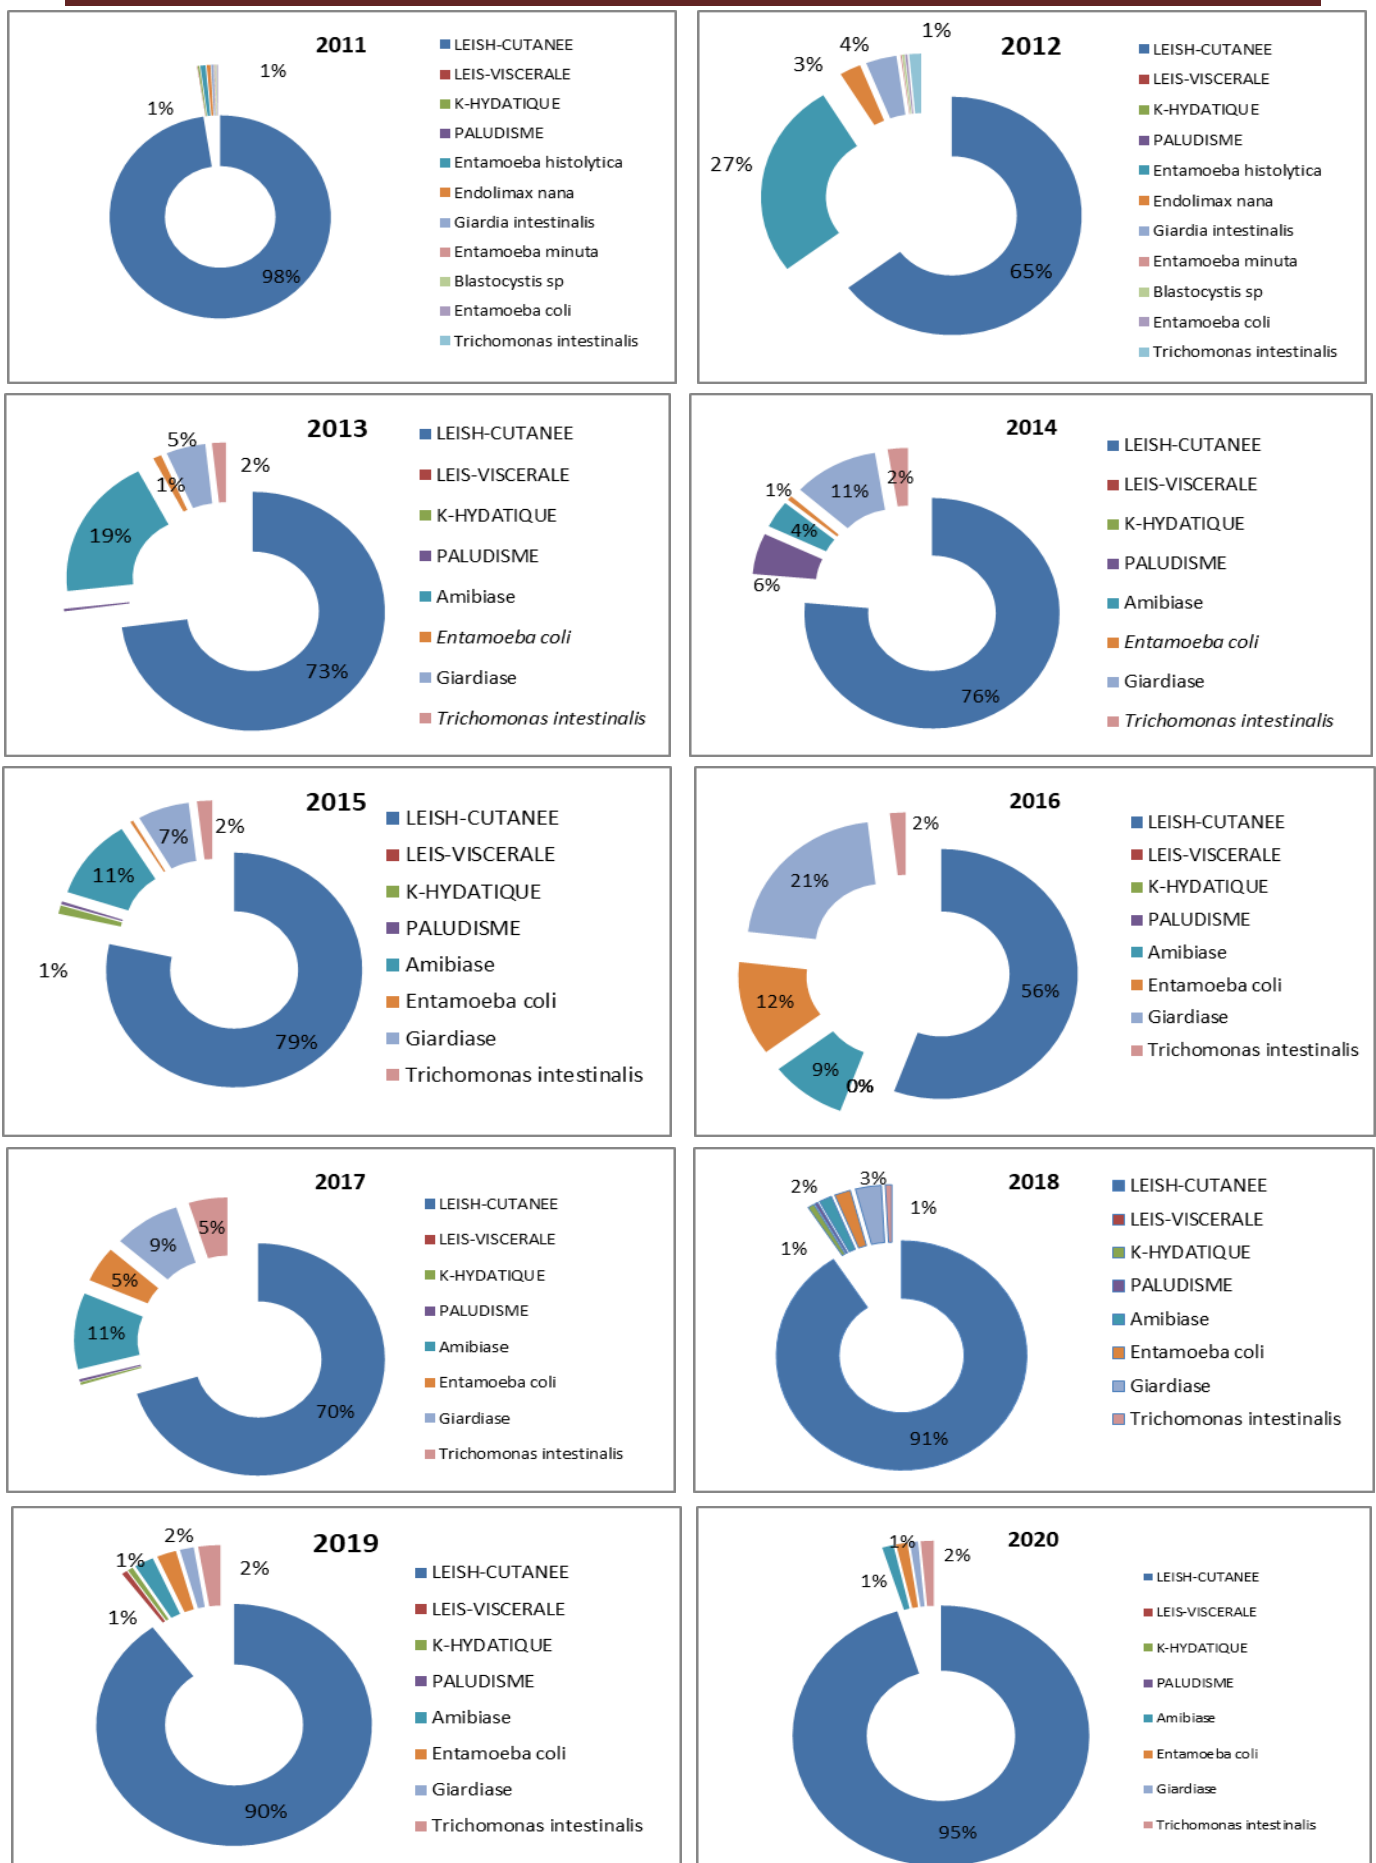 2011
1%
1%
98%
LEISH-CUTANEE
LEIS-VISCERALE
K-HYDATIQUE
PALUDISME
Entamoeba histolytica
Endolimax nana
Giardia intestinalis
Entamoeba minuta
Blastocystis sp
Entamoeba coli
Trichomonas intestinalis
2012
1%
4%
3%
27%
65%
LEISH-CUTANEE
LEIS-VISCERALE
K-HYDATIQUE
PALUDISME
Entamoeba histolytica
Endolimax nana
Giardia intestinalis
Entamoeba minuta
Blastocystis sp
Entamoeba coli
Trichomonas intestinalis
2013
5%
2%
1%
19%
73%
LEISH-CUTANEE
LEIS-VISCERALE
K-HYDATIQUE
PALUDISME
Amibiase
Entamoeba coli
Giardiase
Trichomonas intestinalis
2014
2%
11%
1%
4%
6%
76%
LEISH-CUTANEE
LEIS-VISCERALE
K-HYDATIQUE
PALUDISME
Amibiase
Entamoeba coli
Giardiase
Trichomonas intestinalis
2015
2%
7%
11%
1%
79%
LEISH-CUTANEE
LEIS-VISCERALE
K-HYDATIQUE
PALUDISME
Amibiase
Entamoeba coli
Giardiase
Trichomonas intestinalis
2016
2%
21%
12%
56%
9%
0%
LEISH-CUTANEE
LEIS-VISCERALE
K-HYDATIQUE
PALUDISME
Amibiase
Entamoeba coli
Giardiase
Trichomonas intestinalis
2017
5%
9%
5%
11%
70%
LEISH-CUTANEE
LEIS-VISCERALE
K-HYDATIQUE
PALUDISME
Amibiase
Entamoeba coli
Giardiase
Trichomonas intestinalis
2018
3%
2%
1%
1%
91%
LEISH-CUTANEE
LEIS-VISCERALE
K-HYDATIQUE
PALUDISME
Amibiase
Entamoeba coli
Giardiase
Trichomonas intestinalis
2019
2%
1%
2%
1%
90%
LEISH-CUTANEE
LEIS-VISCERALE
K-HYDATIQUE
PALUDISME
Amibiase
Entamoeba coli
Giardiase
Trichomonas intestinalis
2020
1%
2%
1%
95%
LEISH-CUTANEE
LEIS-VISCERALE
K-HYDATIQUE
PALUDISME
Amibiase
Entamoeba coli
Giardiase
Trichomonas intestinalis